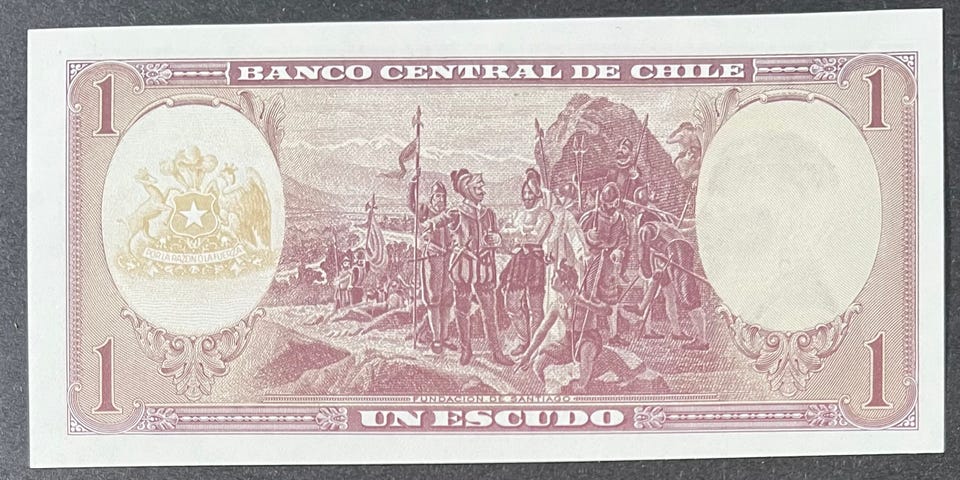 BANCO CENTRAL DE CHILE
1
1
POR LA RAZON O LA FUERZA
FUNDACION DE SANTIAGO
1
1
UN ESCUDO